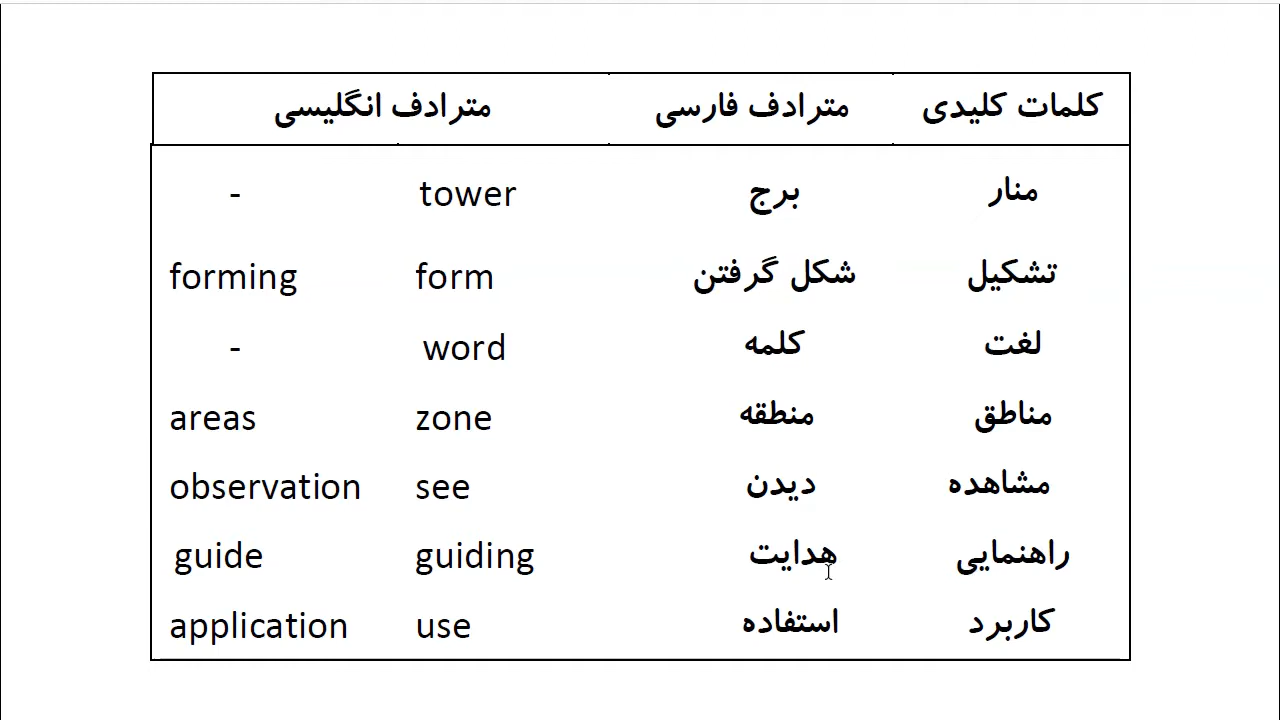 کلمات کلیدی مترادف فارسی مترادف انگلیسی
منار برج tower -
تشکیل شکل گرفتن form forming
لغت کلمه word -
مناطق منطقه zone areas
مشاهده دیدن see observation
راهنمایی هدایت guiding guide
کاربرد استفاده use application